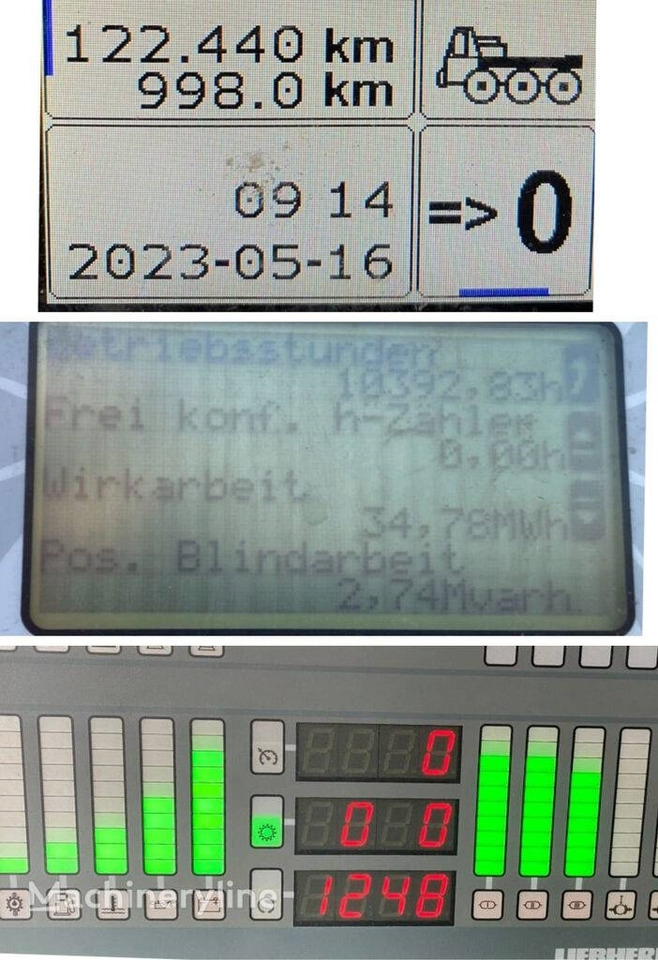 122.440 km
998.0 km
09 14
=> 0
2023-05-16
Betriebsstunden
10392,83h
Frei konf. h-Zähler
0,00h
Wirkarbeit
34,78MWh
Pos. Blindarbeit
2,74Mvarh
0
0 0
1248
Machineryline
LIEBHERR